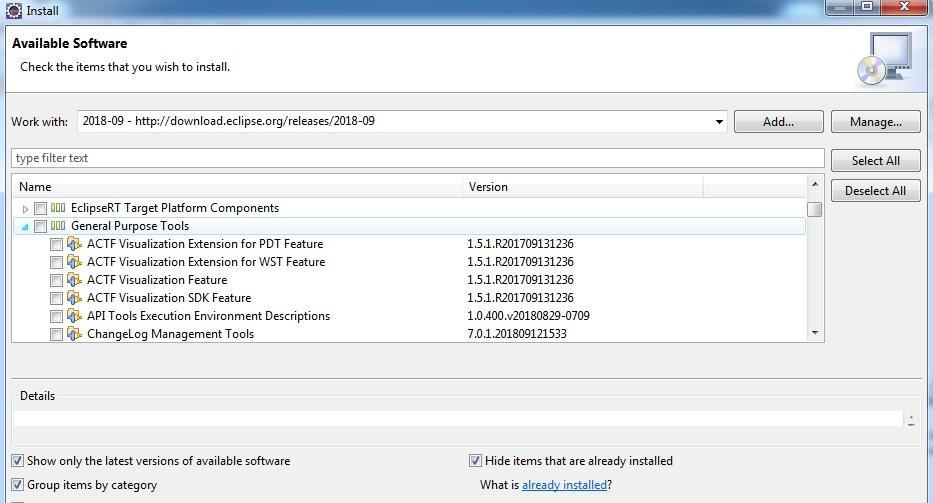 Install
Available Software
Check the items that you wish to install.
Work with: 2018-09 - http://download.eclipse.org/releases/2018-09 Add... Manage...
type filter text Select All
Name Version Deselect All
EclipseRT Target Platform Components
General Purpose Tools
ACTF Visualization Extension for PDT Feature 1.5.1.R201709131236
ACTF Visualization Extension for WST Feature 1.5.1.R201709131236
ACTF Visualization Feature 1.5.1.R201709131236
ACTF Visualization SDK Feature 1.5.1.R201709131236
API Tools Execution Environment Descriptions 1.0.400.v20180829-0709
ChangeLog Management Tools 7.0.1.201809121533
Details
Show only the latest versions of available software Hide items that are already installed
Group items by category What is already installed?